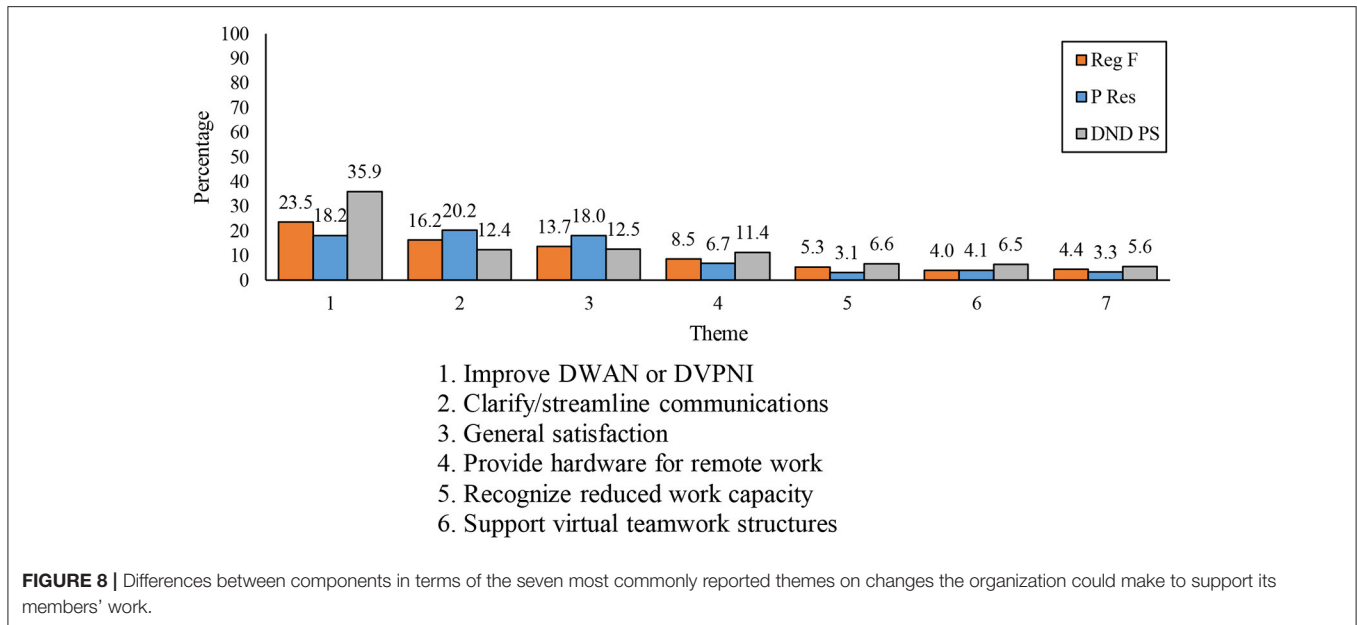 100
90
80
70
60
50
40
30
20
10
0
Percentage
Reg F
P Res
DND PS
23.5 18.2 35.9
16.2 20.2 12.4
13.7 18.0 12.5
8.5 6.7 11.4
5.3 3.1 6.6
4.0 4.1 6.5
4.4 3.3 5.6
1 2 3 4 5 6 7
Theme
1. Improve DWAN or DVPNI
2. Clarify/streamline communications
3. General satisfaction
4. Provide hardware for remote work
5. Recognize reduced work capacity
6. Support virtual teamwork structures
FIGURE 8 | Differences between components in terms of the seven most commonly reported themes on changes the organization could make to support its
members’ work.